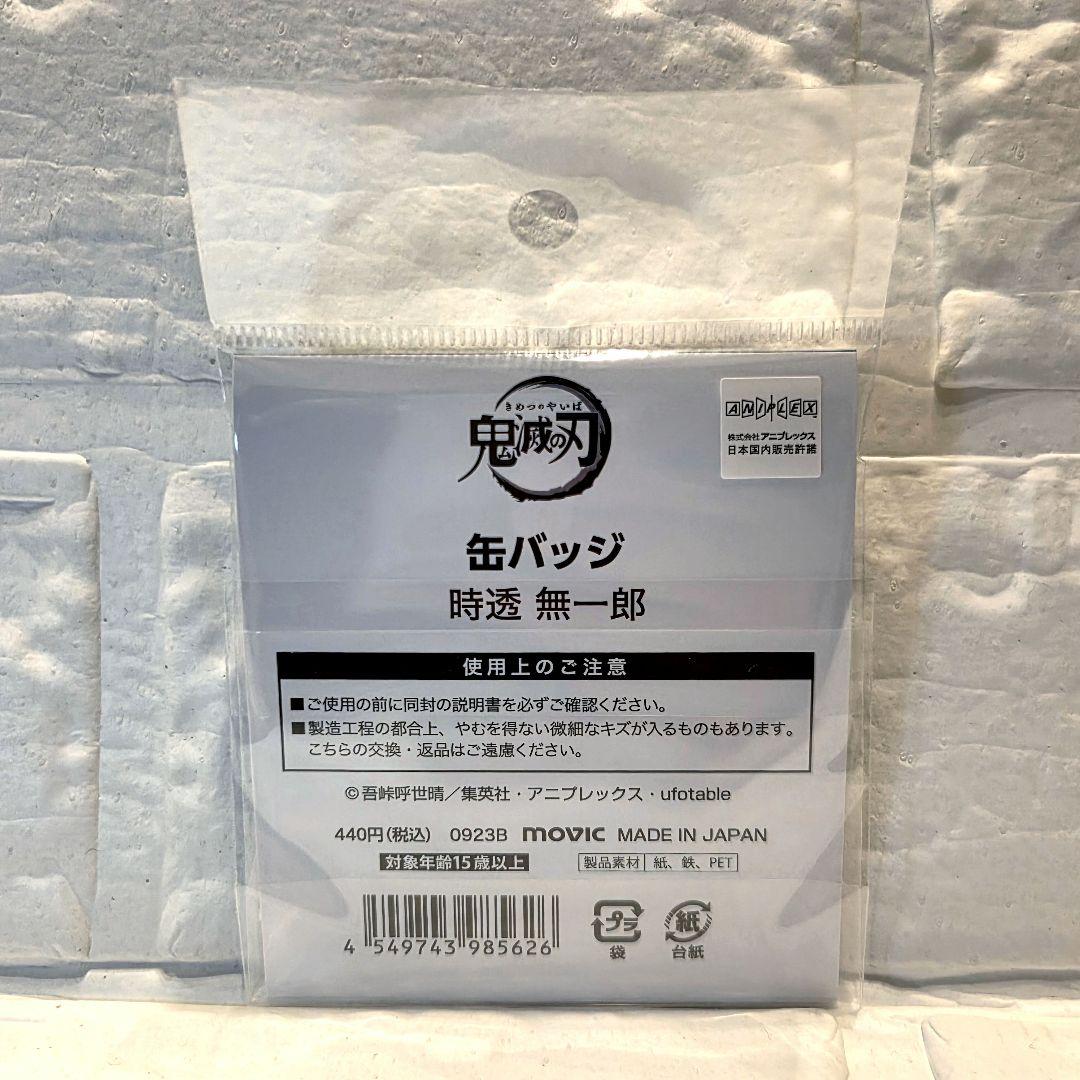 きめつのやいば
鬼滅の刃
ANIPLEX
株式会社アニプレックス
日本国内販売許諾
缶バッジ
時透 無一郎
使用上のご注意
■ご使用の前に同封の説明書を必ずご確認ください。
■製造工程の都合上、やむを得ない微細なキズが入るものもあります。
こちらの交換・返品はご遠慮ください。
©吾峠呼世晴／集英社・アニプレックス・ufotable
440円(税込) 0923B movic MADE IN JAPAN
対象年齢15歳以上 製品素材 紙、鉄、PET
4 549743 985626
プラ 紙
袋 台紙